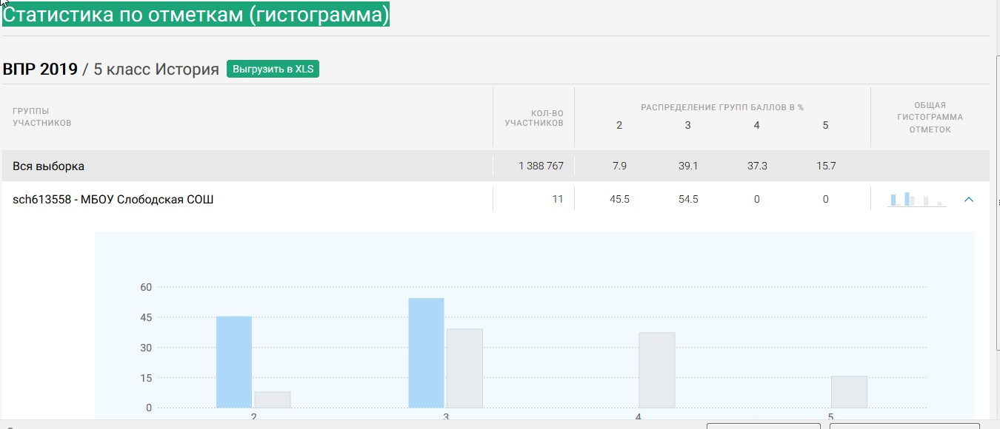 Статистика по отметкам (гистограмма)
ВПР 2019 / 5 класс История Выгрузить в XLS
ГРУППЫ
УЧАСТНИКОВ
КОЛ-ВО
УЧАСТНИКОВ
РАСПРЕДЕЛЕНИЕ ГРУПП БАЛЛОВ В %
2 3 4 5
ОБЩАЯ
ГИСТОГРАММА
ОТМЕТОК
Вся выборка 1 388 767 7.9 39.1 37.3 15.7
sch613558 - МБОУ Слободская СОШ 11 45.5 54.5 0 0
60
45
30
15
0
2 3 4 5